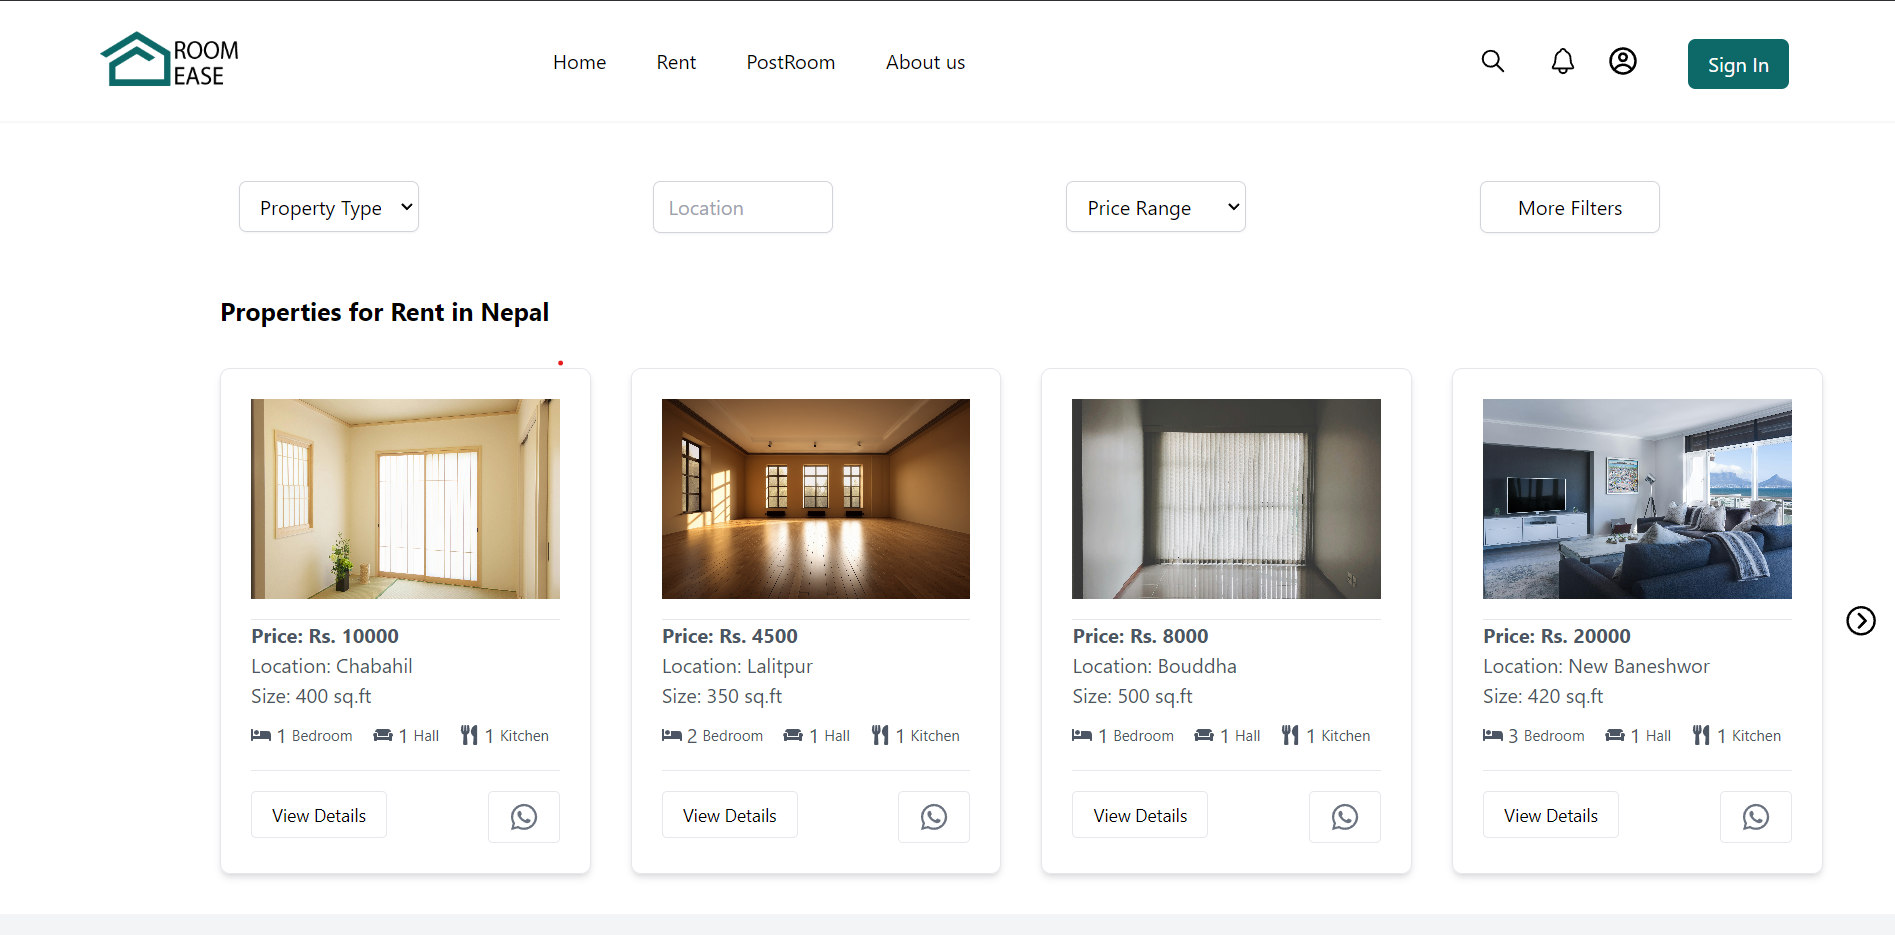 ROOM
EASE
Home
Rent
PostRoom
About us
Sign In
Property Type
Location
Price Range
More Filters
Properties for Rent in Nepal
Price: Rs. 10000
Location: Chabahil
Size: 400 sq.ft
1 Bedroom 1 Hall 1 Kitchen
View Details
Price: Rs. 4500
Location: Lalitpur
Size: 350 sq.ft
2 Bedroom 1 Hall 1 Kitchen
View Details
Price: Rs. 8000
Location: Bouddha
Size: 500 sq.ft
1 Bedroom 1 Hall 1 Kitchen
View Details
Price: Rs. 20000
Location: New Baneshwor
Size: 420 sq.ft
3 Bedroom 1 Hall 1 Kitchen
View Details